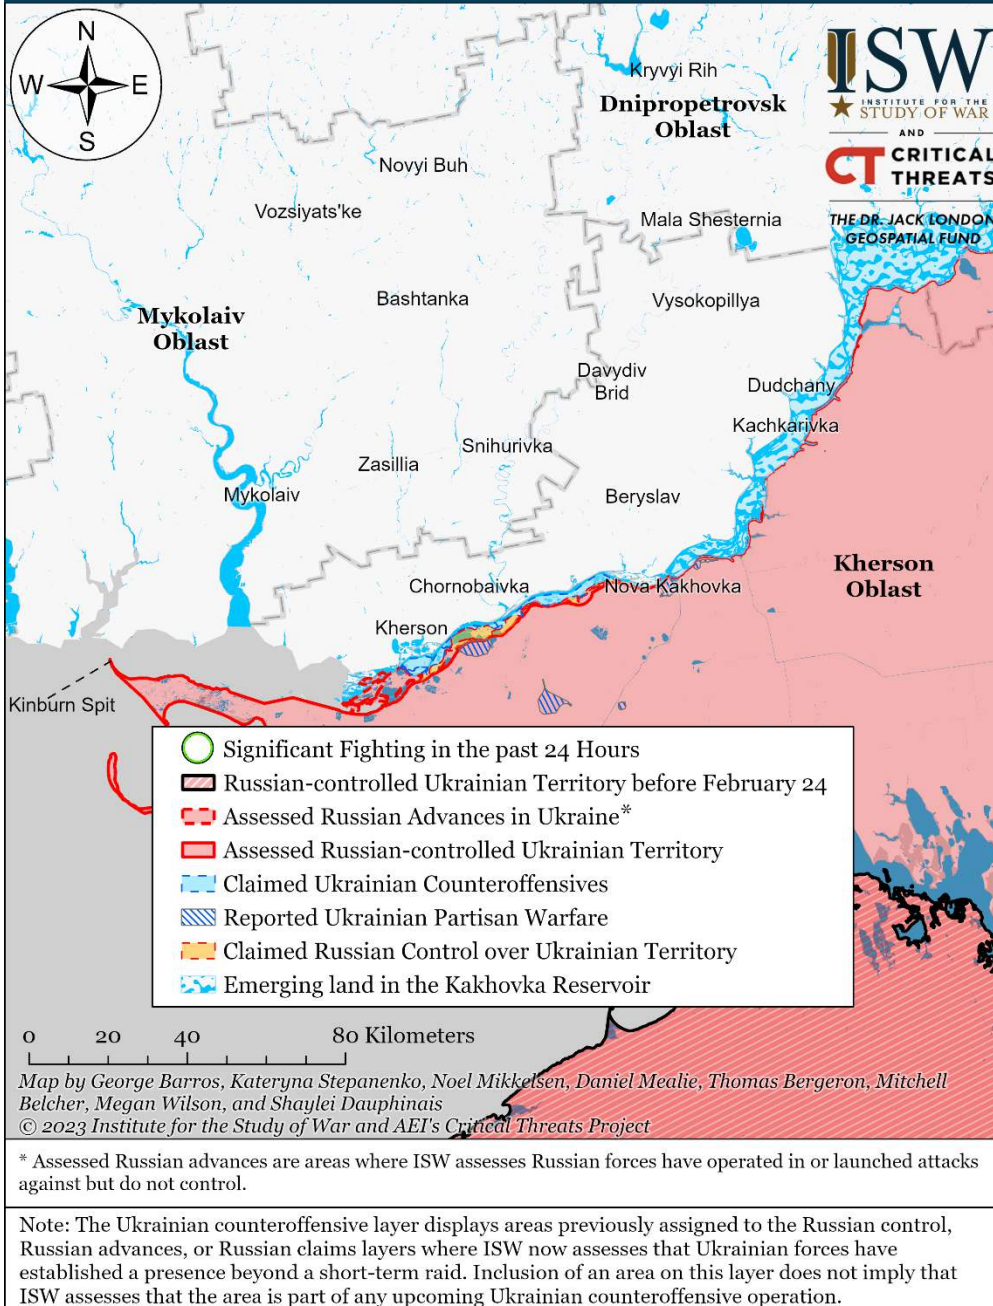 N
W
E
S
Kryvyi Rih
Dnipropetrovsk
Oblast
ISW
INSTITUTE FOR THE
STUDY OF WAR
AND
CT CRITICAL
THREATS
THE DR. JACK LONDON
GEOSPATIAL FUND
Novyi Buh
Vozsiyats'ke
Mala Shesternia
Bashtanka
Vysokopillya
Mykolaiv
Oblast
Davydiv
Brid
Dudchany
Kachkarivka
Snihurivka
Zasillia
Mykolaiv
Beryslav
Kherson
Oblast
Chornobaivka
Nova Kakhovka
Kherson
Kinburn Spit
Significant Fighting in the past 24 Hours
Russian-controlled Ukrainian Territory before February 24
Assessed Russian Advances in Ukraine*
Assessed Russian-controlled Ukrainian Territory
Claimed Ukrainian Counteroffensives
Reported Ukrainian Partisan Warfare
Claimed Russian Control over Ukrainian Territory
Emerging land in the Kakhovka Reservoir
0 20 40 80 Kilometers
Map by George Barros, Kateryna Stepanenko, Noel Mikkelsen, Daniel Mealie, Thomas Bergeron, Mitchell
Belcher, Megan Wilson, and Shaylei Dauphinais
© 2023 Institute for the Study of War and AEI's Critical Threats Project
* Assessed Russian advances are areas where ISW assesses Russian forces have operated in or launched attacks
against but do not control.
Note: The Ukrainian counteroffensive layer displays areas previously assigned to the Russian control,
Russian advances, or Russian claims layers where ISW now assesses that Ukrainian forces have
established a presence beyond a short-term raid. Inclusion of an area on this layer does not imply that
ISW assesses that the area is part of any upcoming Ukrainian counteroffensive operation.